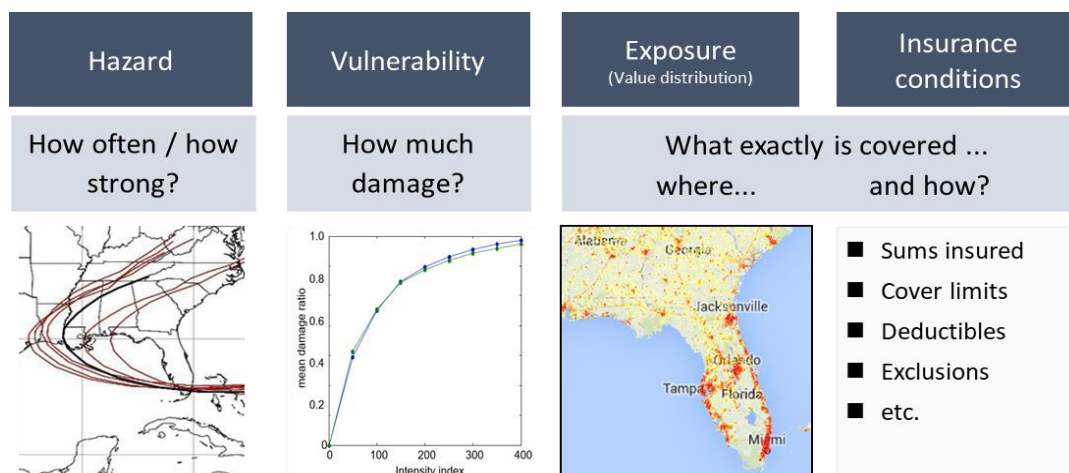 Hazard
Vulnerability
Exposure
(Value distribution)
Insurance
conditions
How often / how
strong?
How much
damage?
What exactly is covered ...
where...
and how?
1.0
0.8
0.6
0.4
0.2
0
0
100
200
300
400
mean damage ratio
Intensity index
Alabama
Georgia
Jacksonville
Orlando
Tampa
Florida
Miami
■ Sums insured
■ Cover limits
■ Deductibles
■ Exclusions
■ etc.